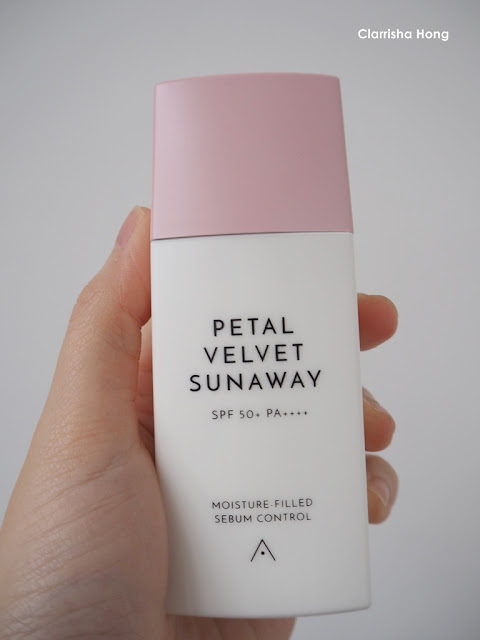 Clarrisha Hong
PETAL
VELVET
SUNAWAY
SPF 50+ PA++++
MOISTURE-FILLED
SEBUM CONTROL